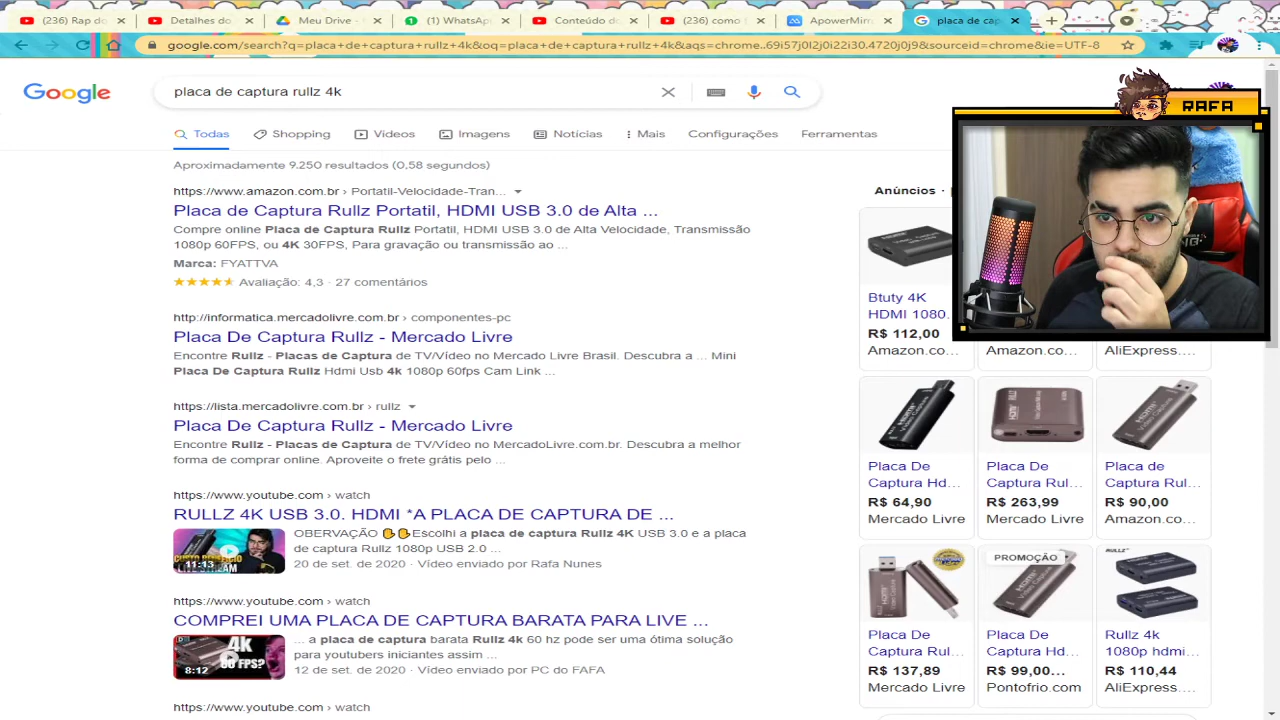 (236) Rap do
Detalhes do
Meu Drive -
(1) WhatsAp
Conteúdo do
(236) como
ApowerMirro
placa de cap
google.com/search?q=placa+de+captura+rullz+4k&oq=placa+de+captura+rullz+4k&aqs=chrome..69i57j0l2j0i22i30.4720j0j9&sourceid=chrome&ie=UTF-8
Google
placa de captura rullz 4k
Todas
Shopping
Vídeos
Imagens
Notícias
Mais
Configurações
Ferramentas
Aproximadamente 9.250 resultados (0,58 segundos)
https://www.amazon.com.br › Portatil-Velocidade-Tran...
Placa de Captura Rullz Portatil, HDMI USB 3.0 de Alta ...
Compre online Placa de Captura Rullz Portatil, HDMI USB 3.0 de Alta Velocidade, Transmissão
1080p 60FPS, ou 4K 30FPS, Para gravação ou transmissão ao ...
Marca: FYATTVA
Avaliação: 4,3 · 27 comentários
http://informatica.mercadolivre.com.br › componentes-pc
Placa De Captura Rullz - Mercado Livre
Encontre Rullz - Placas de Captura de TV/Vídeo no Mercado Livre Brasil. Descubra a ... Mini
Placa De Captura Rullz Hdmi Usb 4k 1080p 60fps Cam Link ...
https://lista.mercadolivre.com.br › rullz
Placa De Captura Rullz - Mercado Livre
Encontre Rullz - Placas de Captura de TV/Vídeo no MercadoLivre.com.br. Descubra a melhor
forma de comprar online. Aproveite o frete grátis pelo ...
https://www.youtube.com › watch
RULLZ 4K USB 3.0. HDMI *A PLACA DE CAPTURA DE ...
OBERVAÇÃO ✋✋Escolhi a placa de captura Rullz 4K USB 3.0 e a placa
de captura Rullz 1080p USB 2.0 ...
20 de set. de 2020 · Vídeo enviado por Rafa Nunes
CUSTO BENEFÍCIO
LIVE STREAM
11:13
https://www.youtube.com › watch
COMPREI UMA PLACA DE CAPTURA BARATA PARA LIVE ...
... a placa de captura barata Rullz 4k 60 hz pode ser uma ótima solução
para youtubers iniciantes assim ...
12 de set. de 2020 · Vídeo enviado por PC do FAFA
4K
60 FPS?
8:12
https://www.youtube.com › watch
Anúncios ·
RAFA
Btuty 4K
HDMI 1080.
R$ 112,00
Amazon.co...
Amazon.co...
AliExpress....
Placa De
Captura Hd...
R$ 64,90
Mercado Livre
Placa De
Captura Rul...
R$ 263,99
Mercado Livre
Placa de
Captura Rul...
R$ 90,00
Amazon.co...
Placa De
Captura Rul...
R$ 137,89
Mercado Livre
PROMOÇÃO
Placa De
Captura Hd...
R$ 99,00...
Pontofrio.com
RULLZ
Rullz 4k
1080p hdmi...
R$ 110,44
AliExpress....